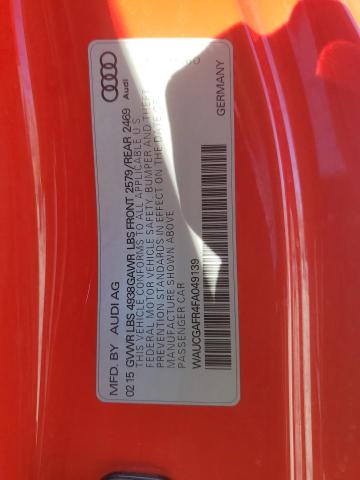 MFD. BY AUDI AG
02 15 GVWR LBS 4938 GAWR LBS FRONT 2579/REAR 2469
THIS VEHICLE CONFORMS TO ALL APPLICABLE U.S.
FEDERAL MOTOR VEHICLE SAFETY, BUMPER AND THEFT
PREVENTION STANDARDS IN EFFECT ON THE DATE OF
MANUFACTURE SHOWN ABOVE
PASSENGER CAR
WAUCGAFR4FA049139
GERMANY
Audi